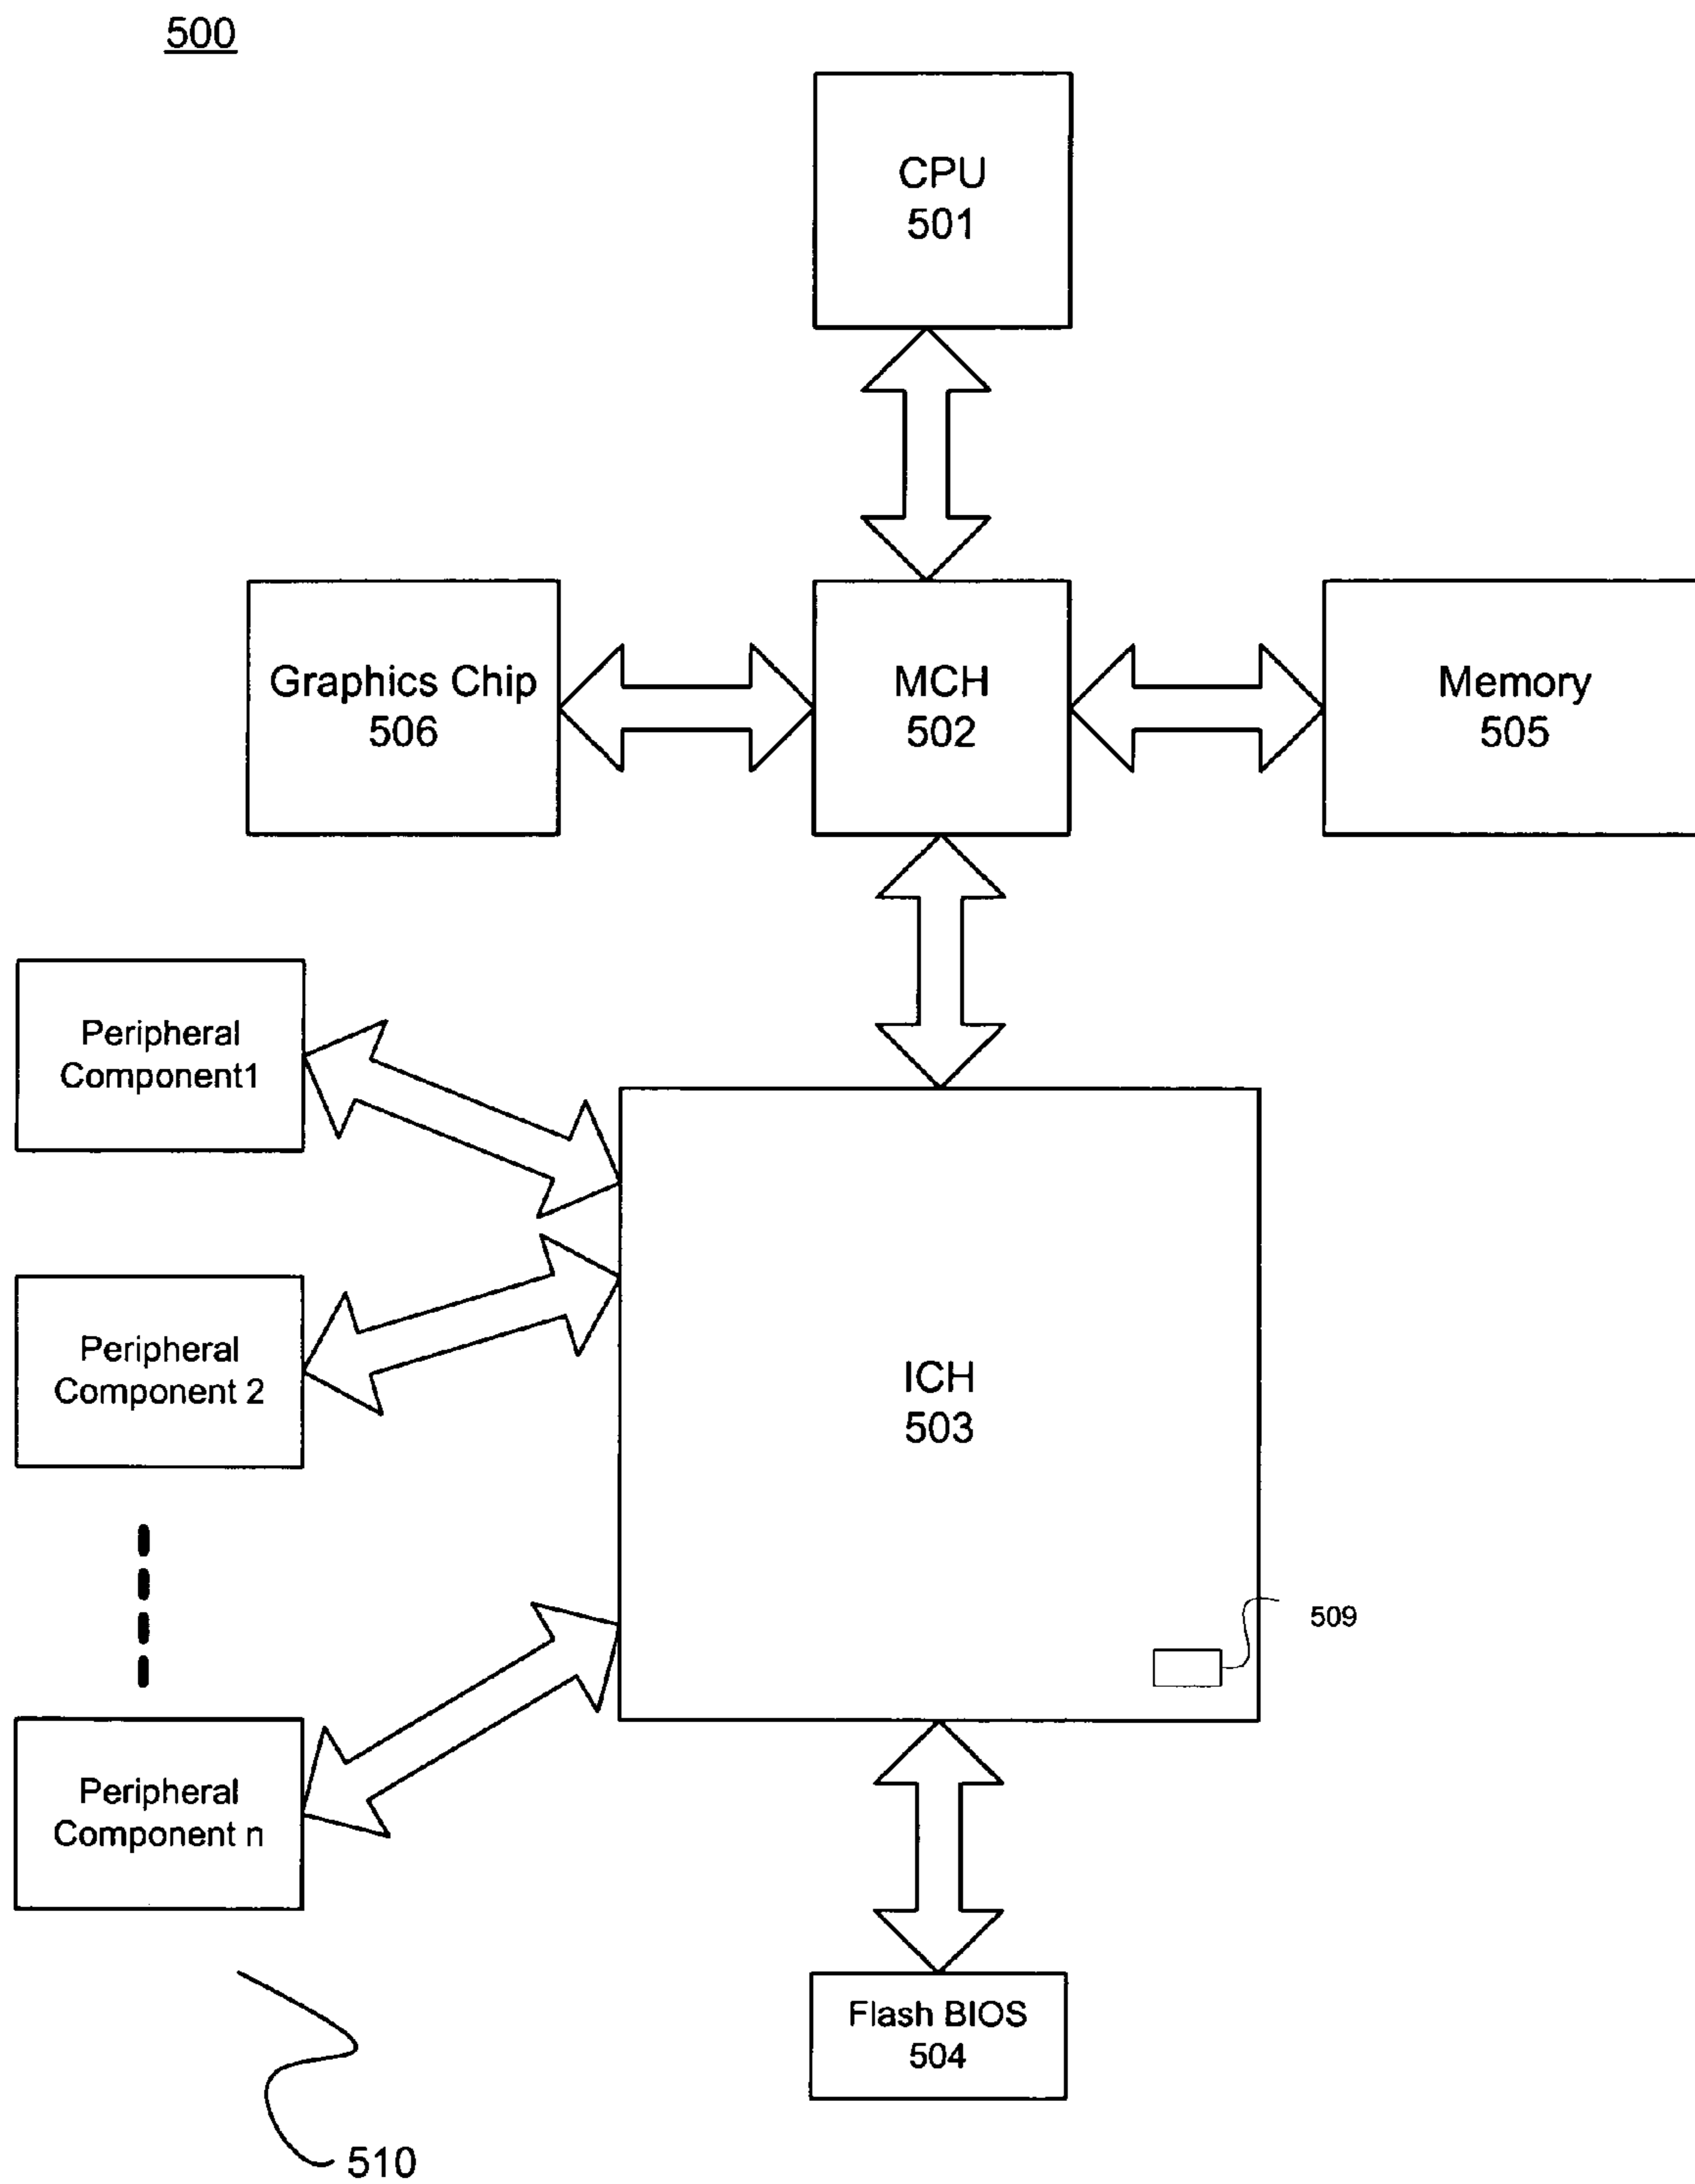 500
CPU
501
Graphics Chip
506
MCH
502
Memory
505
Peripheral
Component1
Peripheral
Component 2
ICH
503
509
Peripheral
Component n
Flash BIOS
504
510